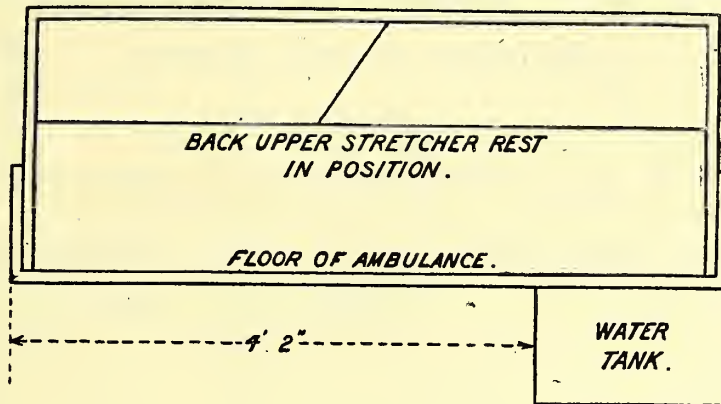 BACK UPPER STRETCHER REST
IN POSITION.
FLOOR OF AMBULANCE.
4' 2"
WATER
TANK.